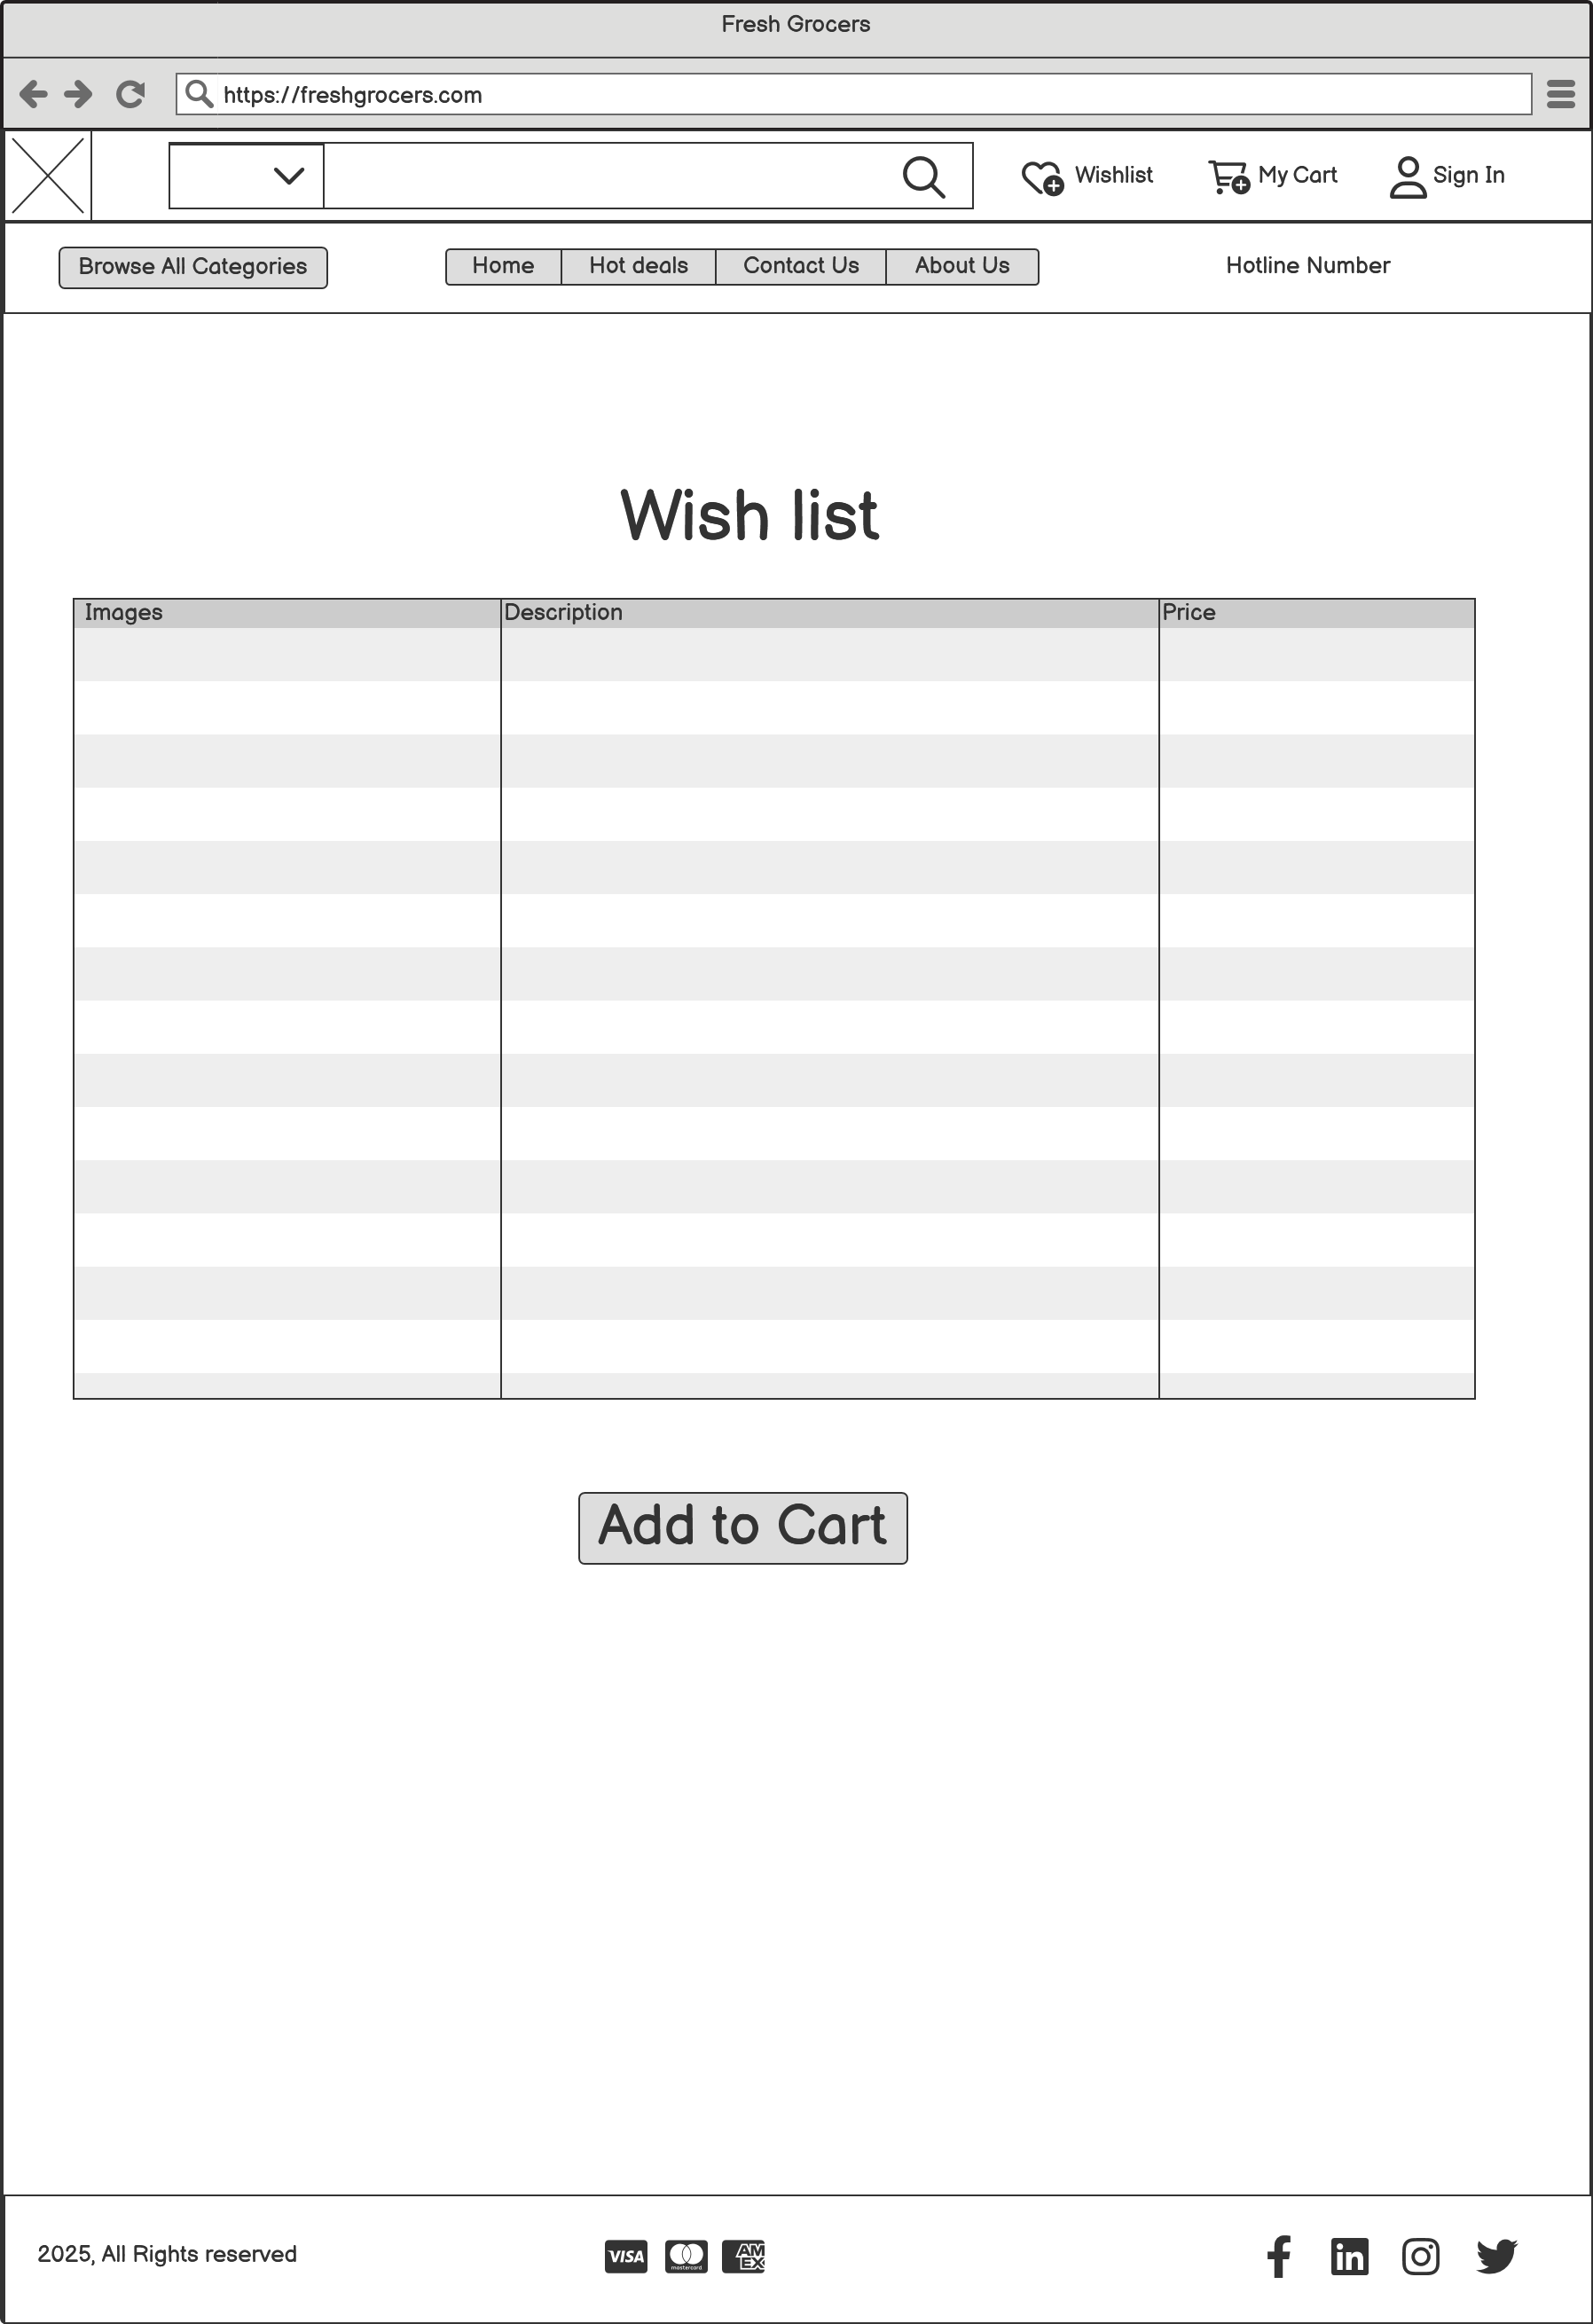 Fresh Grocers
https://freshgrocers.com
Wishlist
My Cart
Sign In
Browse All Categories
Home
Hot deals
Contact Us
About Us
Hotline Number
Wish list
Images
Description
Price
Add to Cart
2025, All Rights reserved
VISA
mastercard
AM
EX
in